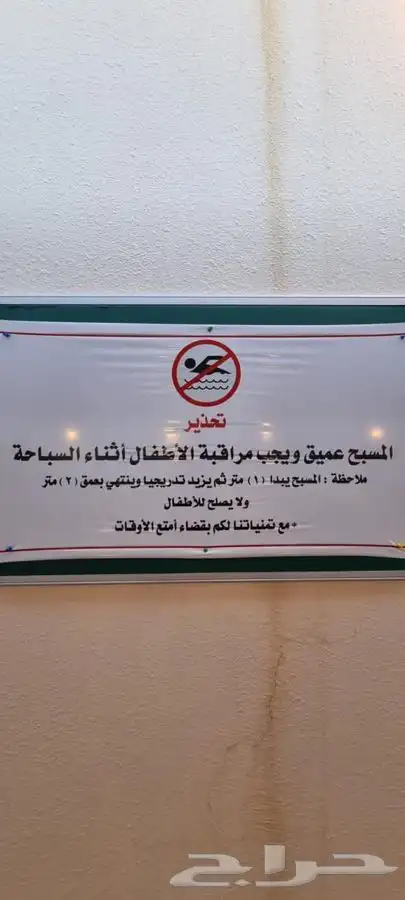 تحذير
المسبح عميق ويجب مراقبة الأطفال أثناء السباحة
ملاحظة : المسبح يبدا (١) متر ثم يزيد تدريجيا وينتهي بعمق (٢) متر
ولا يصلح للأطفال
*مع تمنياتنا لكم بقضاء أمتع الأوقات
حراج